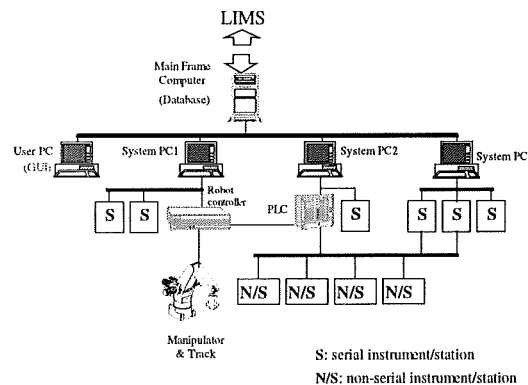 LIMS
Main Frame
Computer
(Database)
User PC
(GUI)
System PC1
System PC2
System PC
S
S
Robot
controller
PLC
S
S
S
S
N/S
N/S
N/S
N/S
Manipulator
& Track
S: serial instrument/station
N/S: non-serial instrument/station